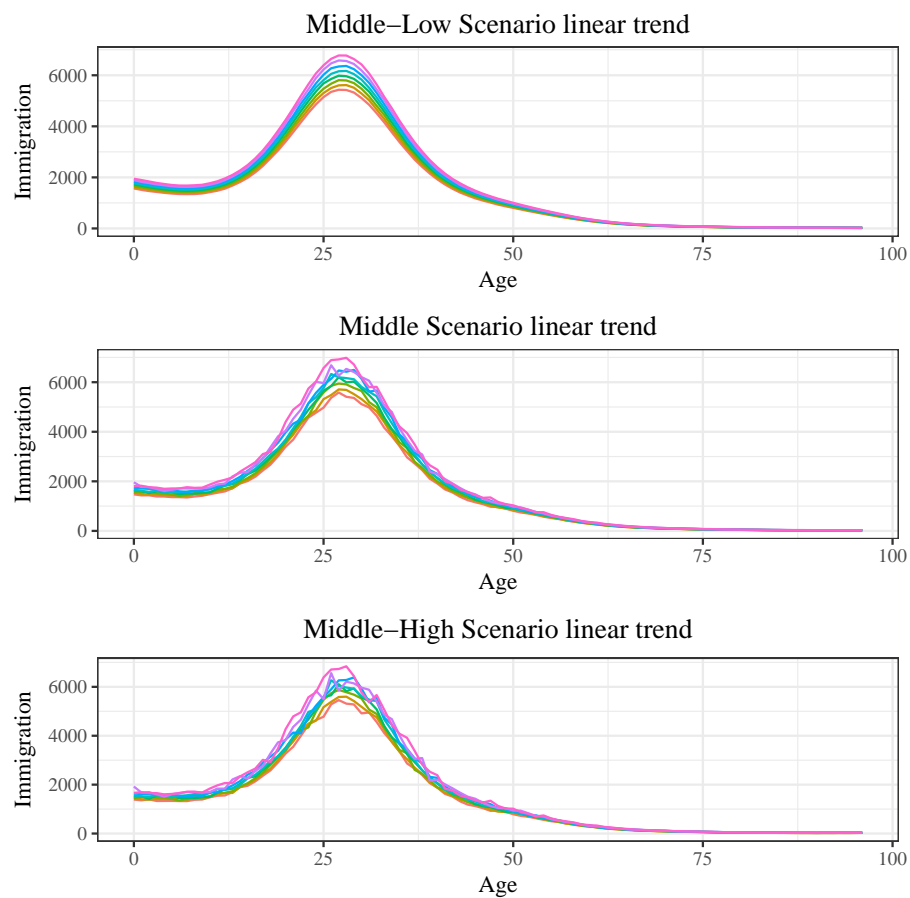 Middle−Low Scenario linear trend
Immigration
6000
4000
2000
0
0 25 50 75 100
Age
Middle Scenario linear trend
Immigration
6000
4000
2000
0
0 25 50 75 100
Age
Middle−High Scenario linear trend
Immigration
6000
4000
2000
0
0 25 50 75 100
Age